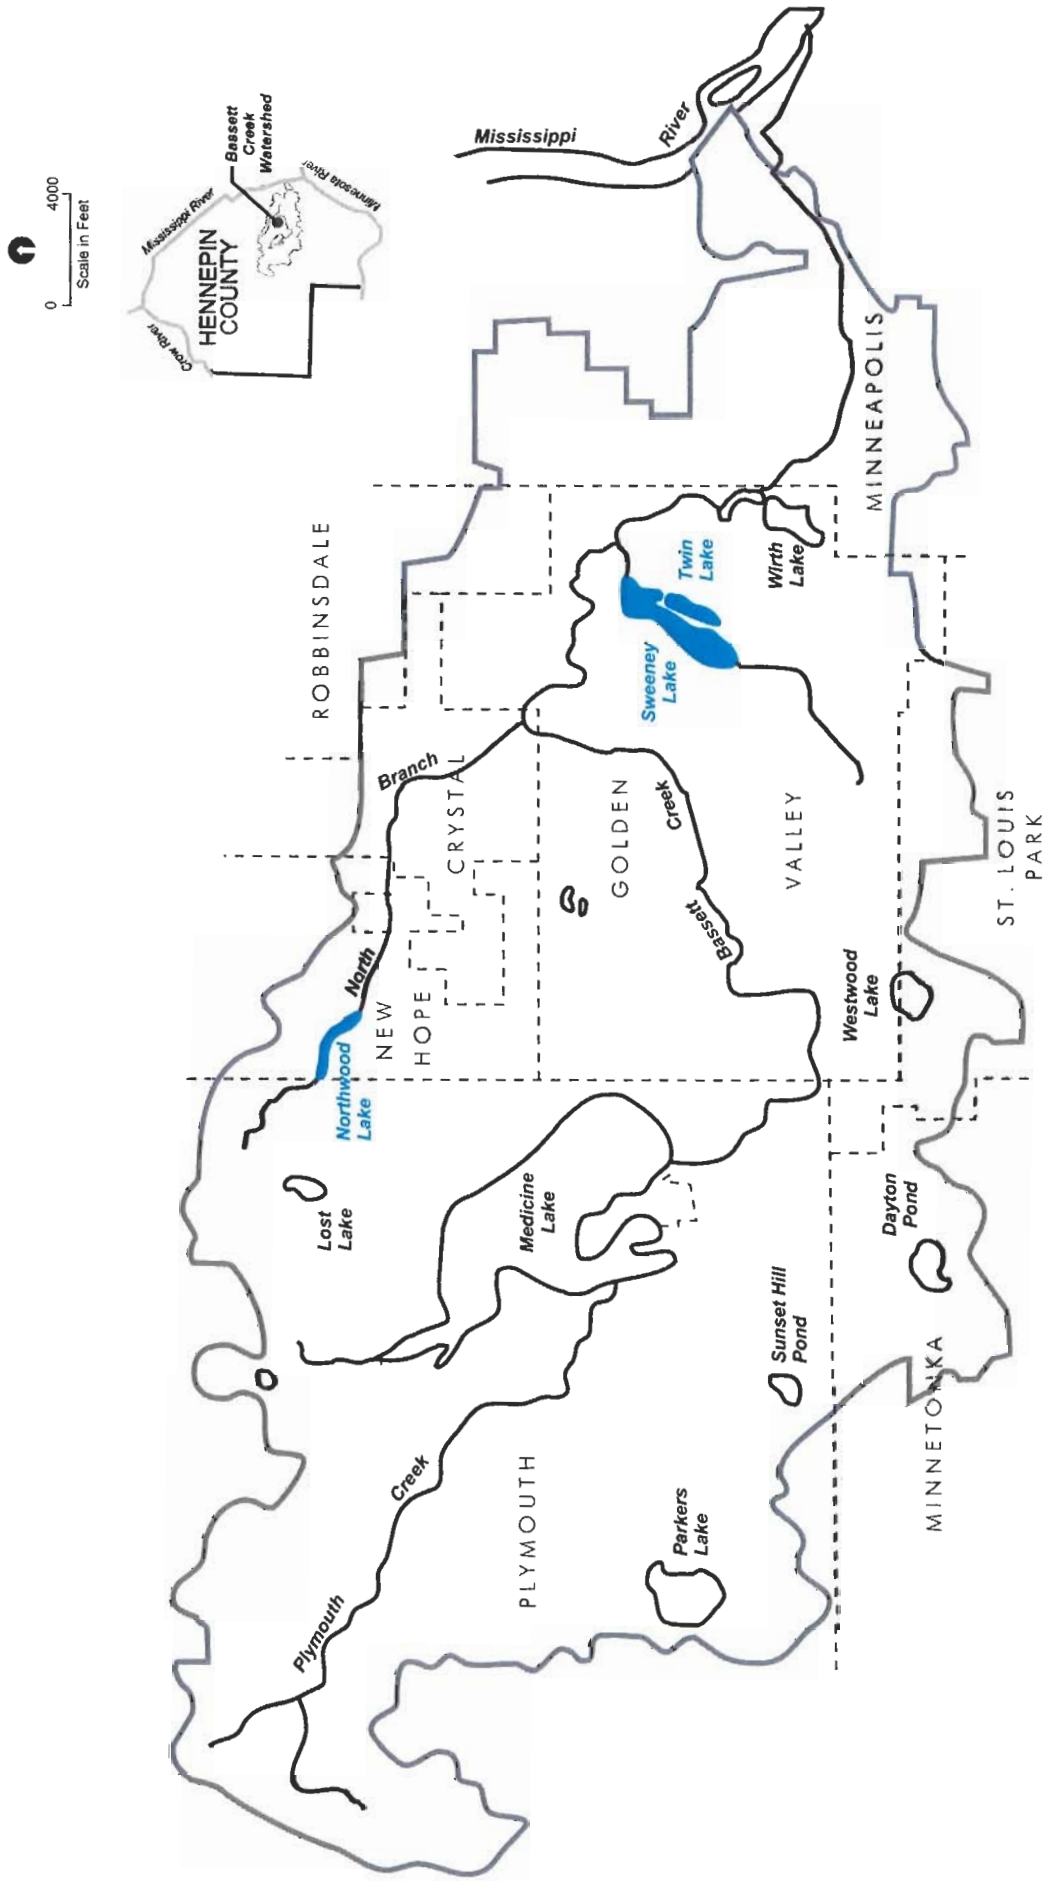 0 4000
Scale in Feet
Mississippi River
Crow River
HENNEPIN
COUNTY
Bassett
Creek
Watershed
Minnesota River
Mississippi
River
ROBBINSDALE
North
Branch
NEW
HOPE
CRYSTAL
Northwood
Lake
Lost
Lake
Plymouth
Creek
Medicine
Lake
PLYMOUTH
GOLDEN
VALLEY
Bassett
Creek
Sweeney
Lake
Twin
Lake
Wirth
Lake
MINNEAPOLIS
Parkers
Lake
Sunset Hill
Pond
Westwood
Lake
Dayton
Pond
MINNETONKA
ST. LOUIS
PARK